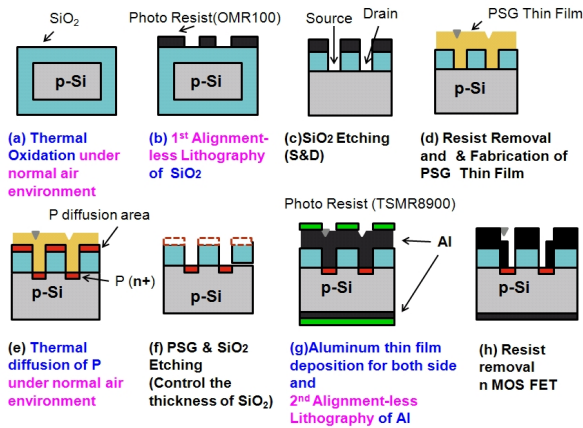 SiO2
p-Si
(a) Thermal
Oxidation under
normal air
environment
Photo Resist(OMR100)
p-Si
(b) 1st Alignment-
less Lithography
of SiO2
Source
Drain
(c)SiO2 Etching
(S&D)
PSG Thin Film
p-Si
(d) Resist Removal
and & Fabrication of
PSG Thin Film
P diffusion area
P (n+)
p-Si
(e) Thermal
diffusion of P
under normal air
environment
p-Si
(f) PSG & SiO2
Etching
(Control the
thickness of SiO2)
Photo Resist (TSMR8900)
Al
p-Si
(g)Aluminum thin film
deposition for both side
and
2nd Alignment-less
Lithography of Al
p-Si
(h) Resist
removal
n MOS FET